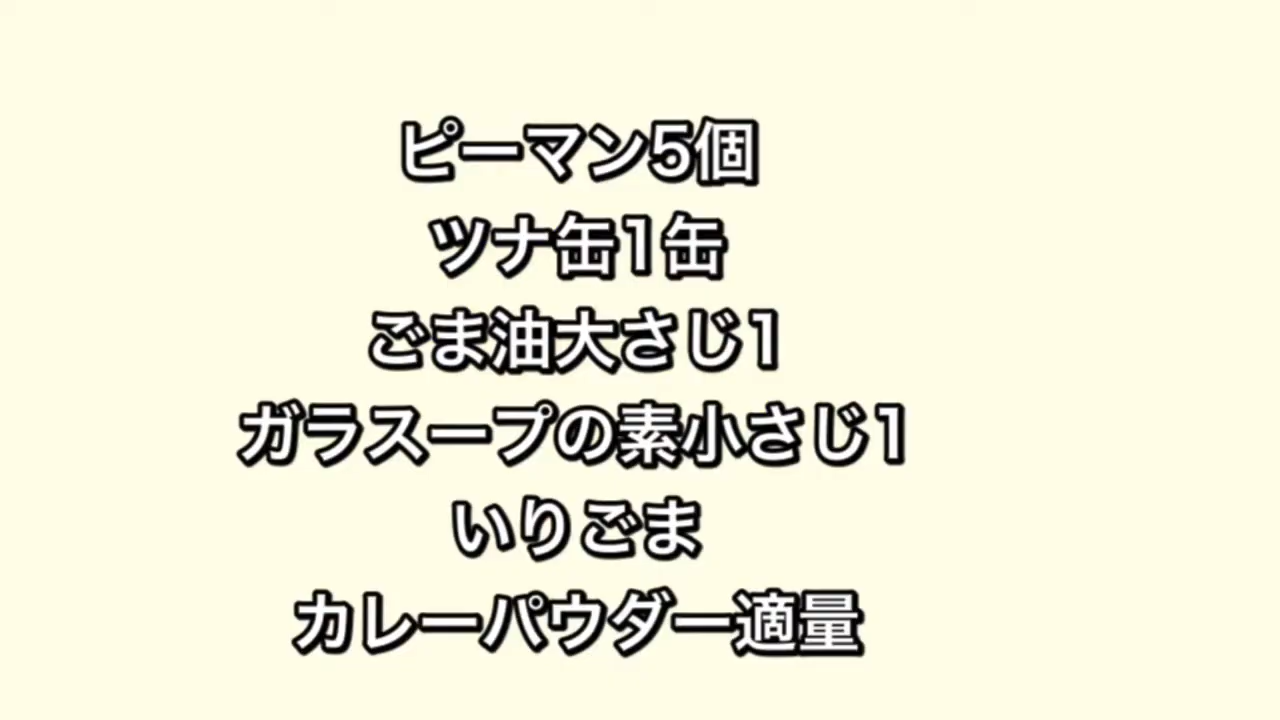 ピーマン5個
ツナ缶1缶
ごま油大さじ1
ガラスープの素小さじ1
いりごま
カレーパウダー適量